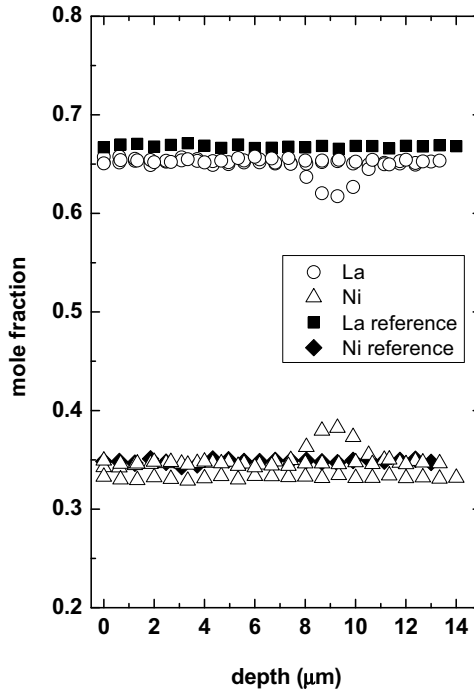 0.8
0.7
0.6
0.5
0.4
0.3
0.2
mole fraction
La
Ni
La reference
Ni reference
0 2 4 6 8 10 12 14
depth (μm)